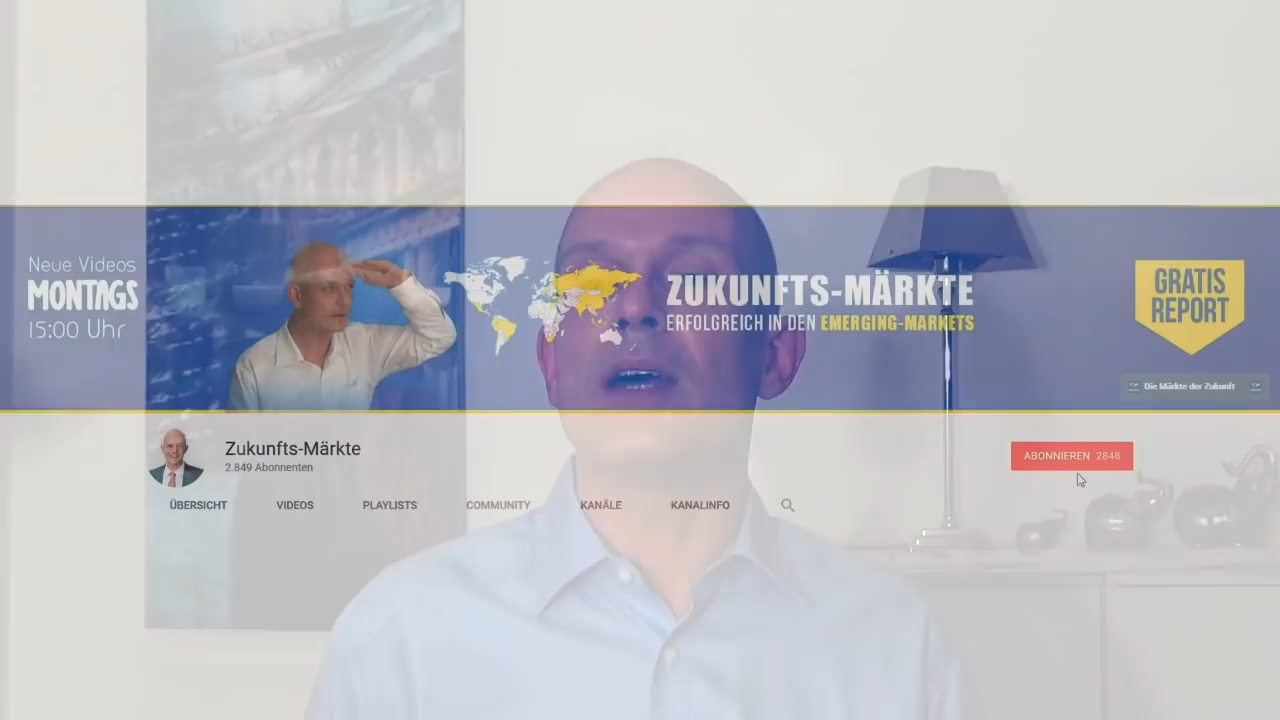 Neue Videos
MONTAGS
15:00 Uhr
ZUKUNFTS-MÄRKTE
ERFOLGREICH IN DEN EMERGING-MARKETS
GRATIS
REPORT
Die Märkte der Zukunft
Zukunfts-Märkte
2.849 Abonnenten
ABONNIEREN 2848
ÜBERSICHT VIDEOS PLAYLISTS COMMUNITY KANÄLE KANALINFO